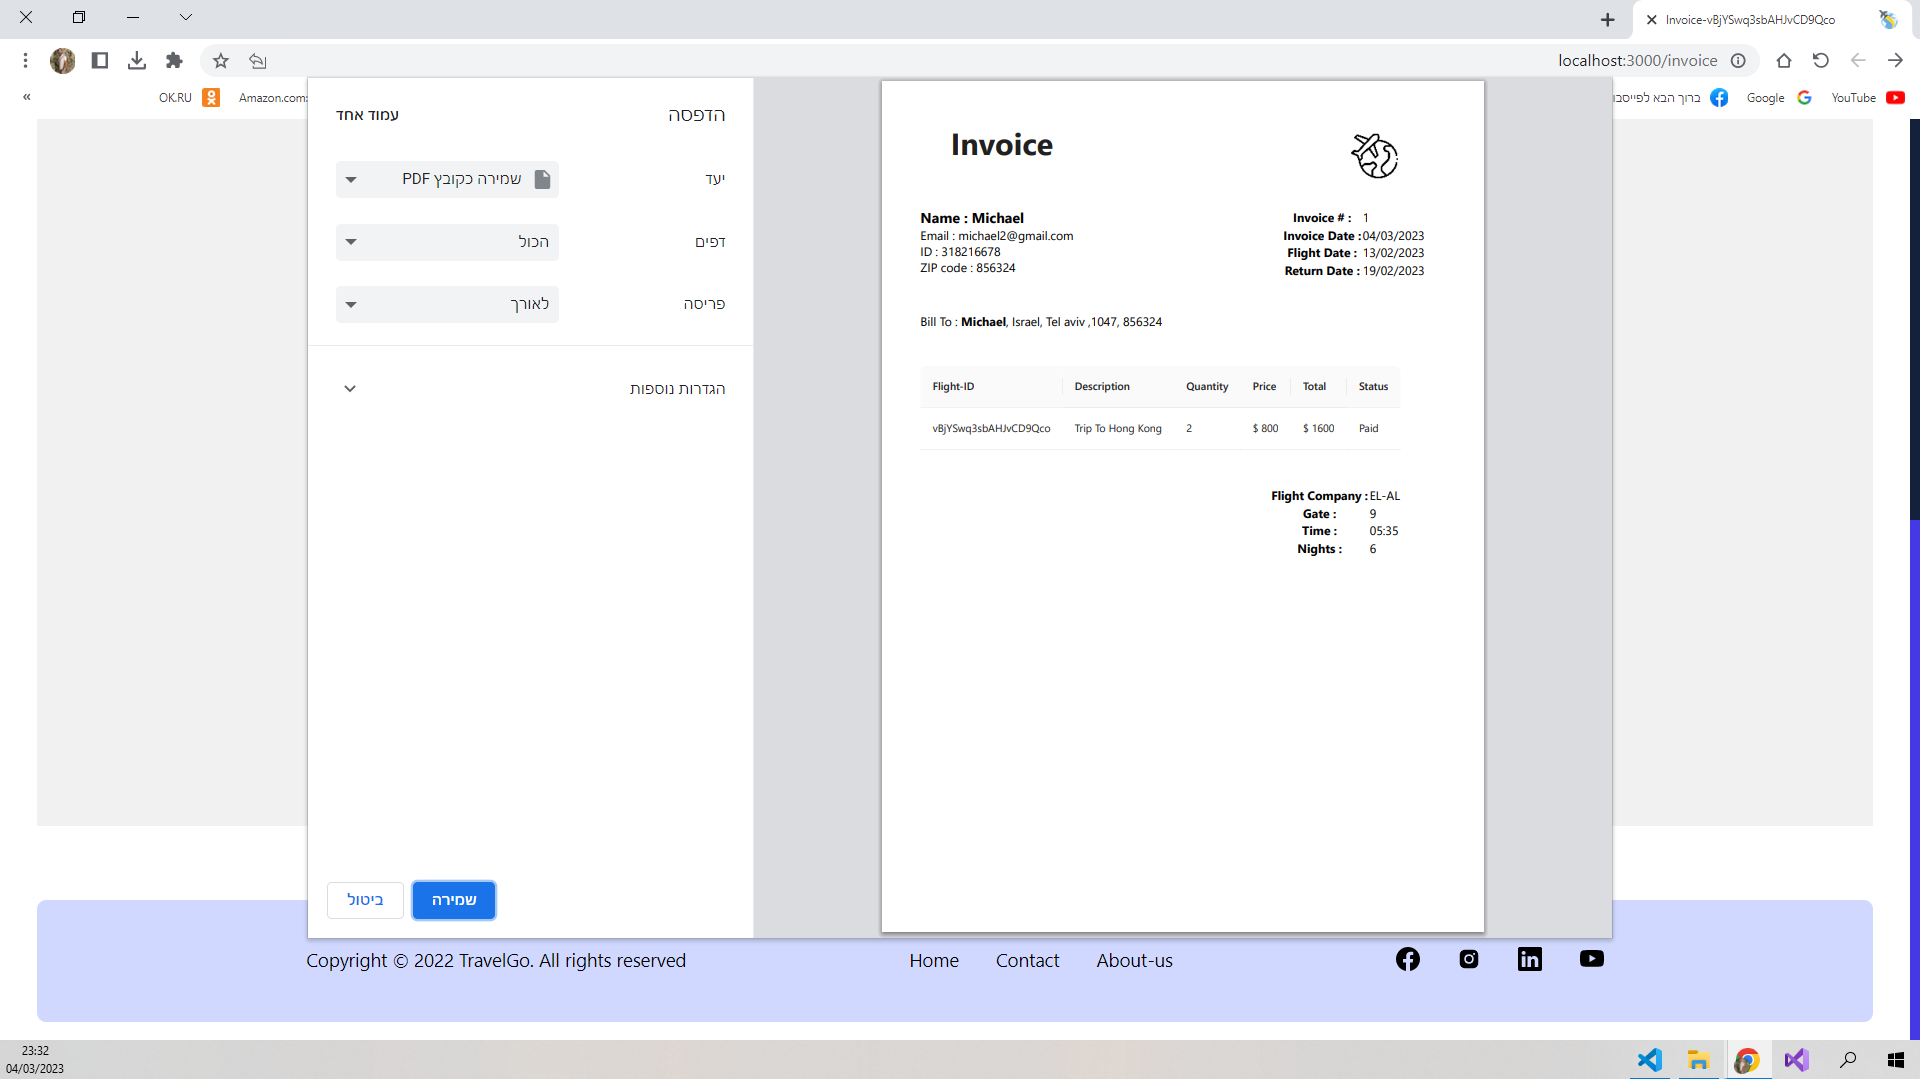 Invoice-vBjYSwq3sbAHJvCD9Qco
localhost:3000/invoice
YouTube
Google
ברוך הבא לפייסבו
Amazon.com:
OK.RU
«
הדפסה
עמוד אחד
יעד
שמירה כקובץ PDF
דפים
הכול
פריסה
לאורך
הגדרות נוספות
שמירה
ביטול
Invoice
Name : Michael
Email : michael2@gmail.com
ID : 318216678
ZIP code : 856324
Invoice # : 1
Invoice Date : 04/03/2023
Flight Date : 13/02/2023
Return Date : 19/02/2023
Bill To : Michael, Israel, Tel aviv ,1047, 856324
Flight-ID Description Quantity Price Total Status
vBjYSwq3sbAHJvCD9Qco Trip To Hong Kong 2 $ 800 $ 1600 Paid
Flight Company : EL-AL
Gate : 9
Time : 05:35
Nights : 6
Copyright © 2022 TravelGo. All rights reserved
Home Contact About-us
23:32
04/03/2023